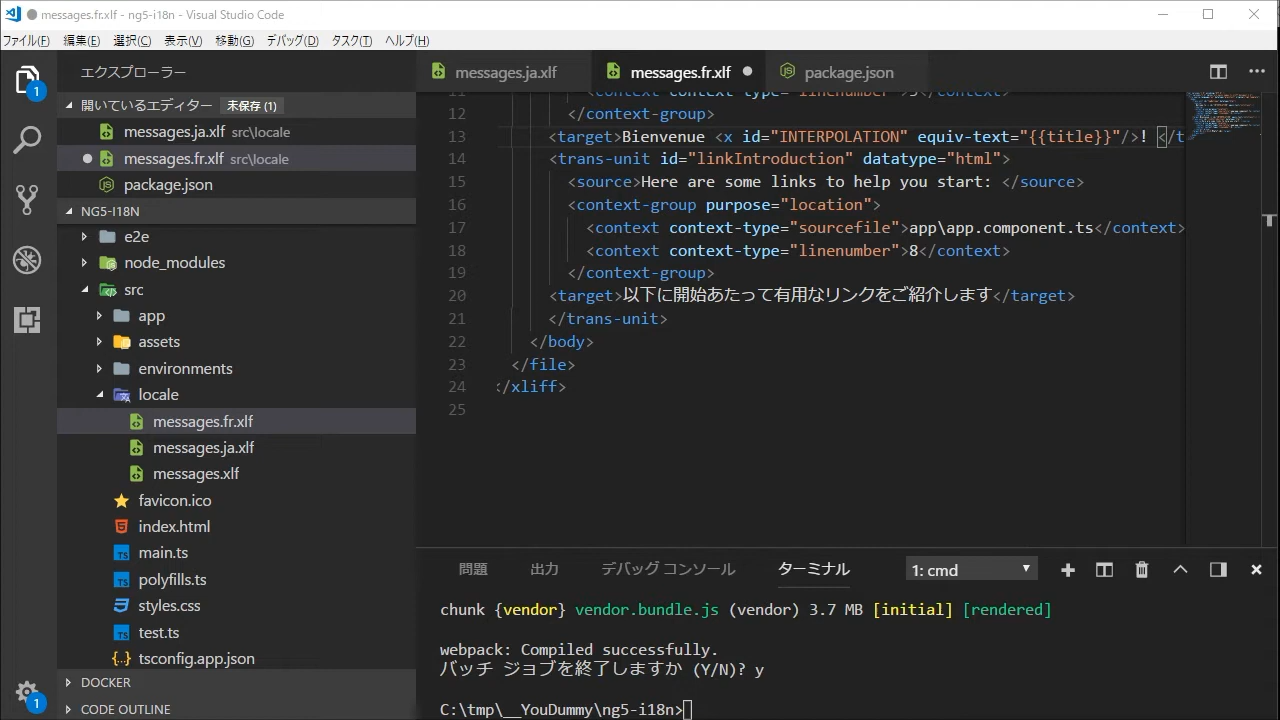 messages.fr.xlf - ng5-i18n - Visual Studio Code
ファイル(F) 編集(E) 選択(C) 表示(V) 移動(G) デバッグ(D) タスク(T) ヘルプ(H)
エクスプローラー
messages.ja.xlf messages.fr.xlf package.json
1
開いているエディター 未保存 (1)
messages.ja.xlf src\locale
messages.fr.xlf src\locale
package.json
NG5-I18N
e2e
node_modules
src
app
assets
environments
locale
messages.fr.xlf
messages.ja.xlf
messages.xlf
favicon.ico
index.html
main.ts
polyfills.ts
styles.css
test.ts
tsconfig.app.json
DOCKER
CODE OUTLINE
1
11 <context context-type="linenumber">5</context>
12 </context-group>
13 <target>Bienvenue <x id="INTERPOLATION" equiv-text="{{title}}"/>! </t
14 <trans-unit id="linkIntroduction" datatype="html">
15 <source>Here are some links to help you start: </source>
16 <context-group purpose="location">
17 <context context-type="sourcefile">app\app.component.ts</context>
18 <context context-type="linenumber">8</context>
19 </context-group>
20 <target>以下に開始あたって有用なリンクをご紹介します</target>
21 </trans-unit>
22 </body>
23 </file>
24 </xliff>
25
問題 出力 デバッグ コンソール ターミナル 1: cmd
chunk {vendor} vendor.bundle.js (vendor) 3.7 MB [initial] [rendered]
webpack: Compiled successfully.
バッチ ジョブを終了しますか (Y/N)? y
C:\tmp\__YouDummy\ng5-i18n>